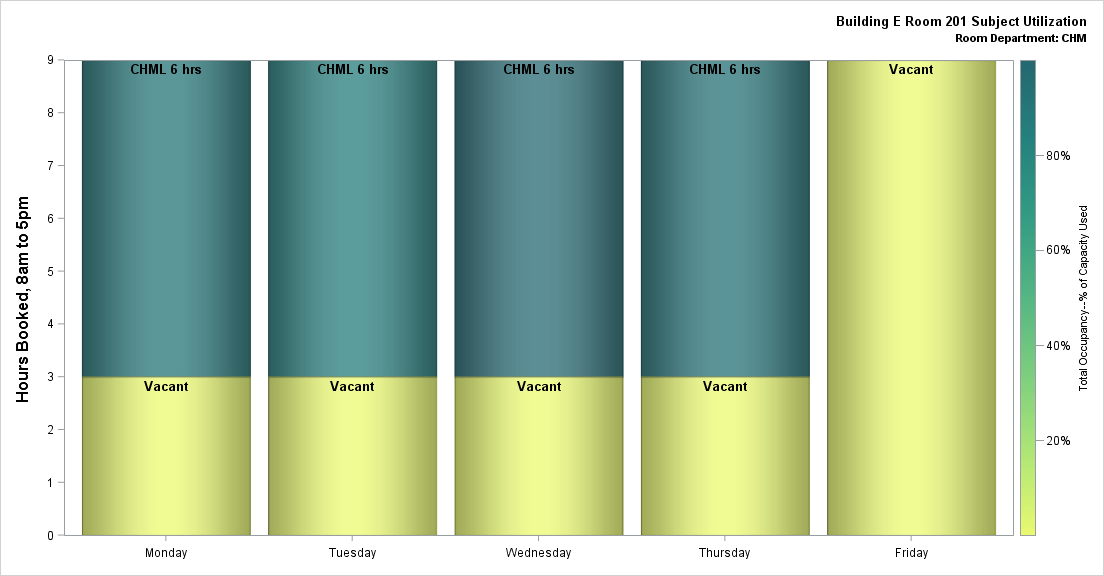 Building E Room 201 Subject Utilization
Room Department: CHM
Hours Booked, 8am to 5pm
9
8
7
6
5
4
3
2
1
0
CHML 6 hrs
CHML 6 hrs
CHML 6 hrs
CHML 6 hrs
Vacant
Vacant
Vacant
Vacant
Vacant
Monday
Tuesday
Wednesday
Thursday
Friday
80%
60%
40%
20%
Total Occupancy--% of Capacity Used